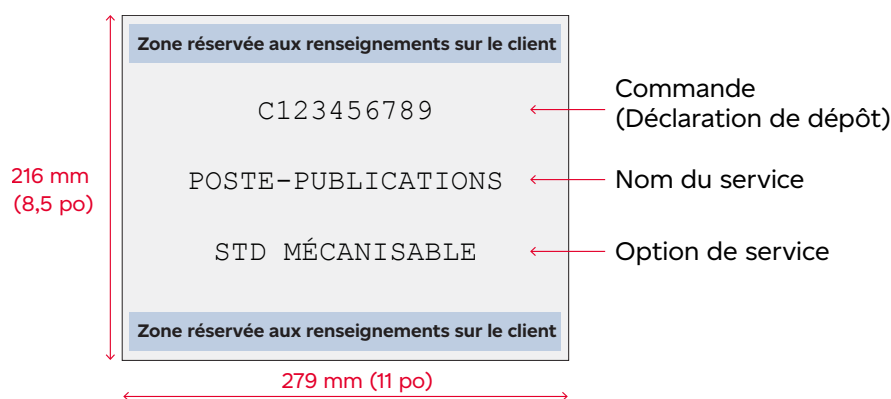 Zone réservée aux renseignements sur le client
C123456789
Commande
(Déclaration de dépôt)
216 mm
(8,5 po)
POSTE-PUBLICATIONS
Nom du service
STD MÉCANISABLE
Option de service
Zone réservée aux renseignements sur le client
279 mm (11 po)